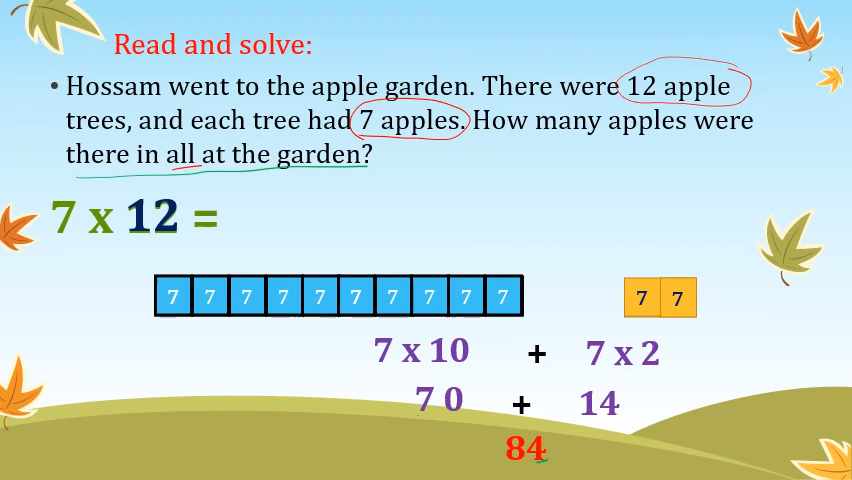 Read and solve:
• Hossam went to the apple garden. There were 12 apple
trees, and each tree had 7 apples. How many apples were
there in all at the garden?
7 x 12 =
7 7 7 7 7 7 7 7 7 7 7 7
7 x 10 + 7 x 2
7 0 + 14
84